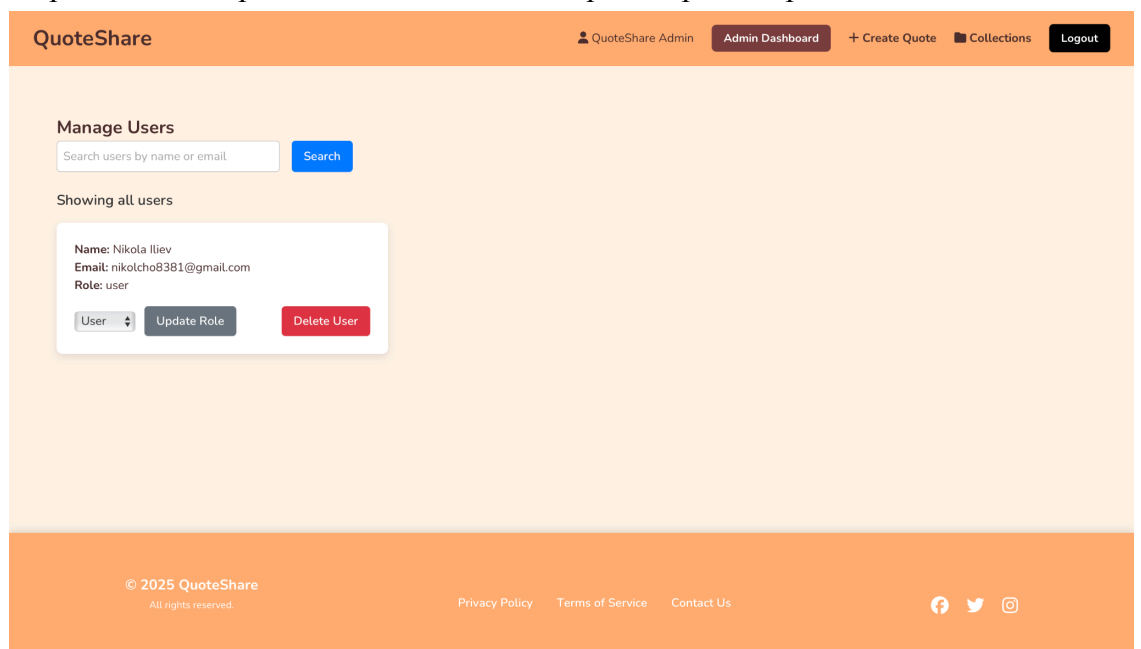 QuoteShare
QuoteShare Admin
Admin Dashboard
+ Create Quote
Collections
Logout
Manage Users
Search users by name or email
Search
Showing all users
Name: Nikola Iliev
Email: nikolcho8381@gmail.com
Role: user
User
Update Role
Delete User
© 2025 QuoteShare
All rights reserved.
Privacy Policy
Terms of Service
Contact Us